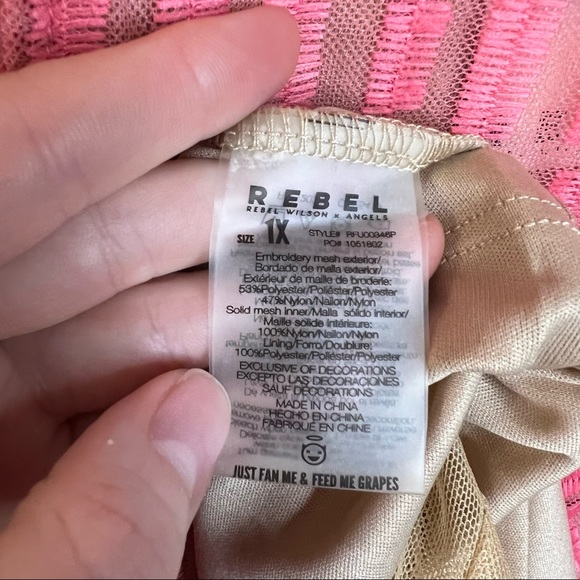 REBEL
REBEL WILSON x ANGELS
SIZE 1X STYLE# RFU00346P
PO# 1051802
Embroidery mesh exterior/
Bordado de malla exterior/
Extérieur de maille de broderie:
53%Polyester/Poliéster/Polyester
47%Nylon/Nailon/Nylon
Solid mesh inner/Malla sólido interior/
Maille solide intérieure:
100%Nylon/Nailon/Nylon
Lining/Forro/Doublure:
100%Polyester/Poliéster/Polyester
EXCLUSIVE OF DECORATIONS
EXCEPTO LAS DECORACIONES
SAUF DÉCORATIONS
MADE IN CHINA
HECHO EN CHINA
FABRIQUÉ EN CHINE
JUST FAN ME & FEED ME GRAPES